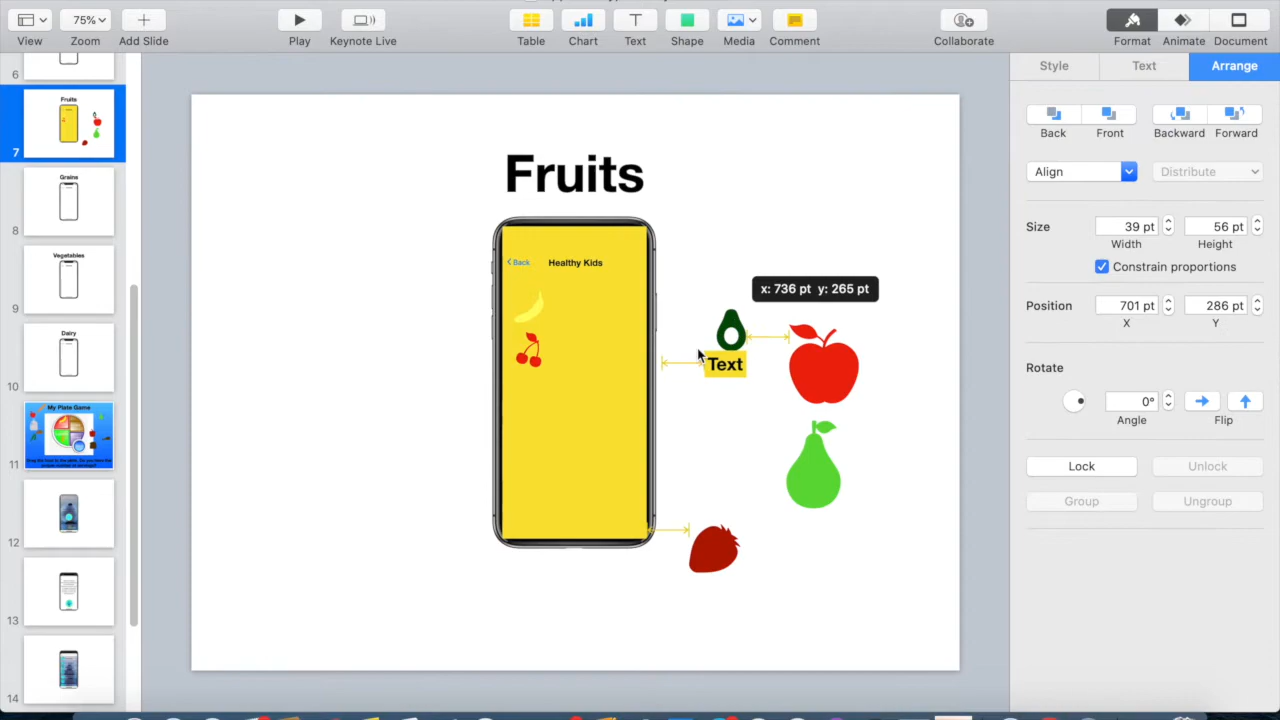 75%
View
Zoom
Add Slide
Play
Keynote Live
Table
Chart
Text
Shape
Media
Comment
Collaborate
Format
Animate
Document
Style
Text
Arrange
Back
Front
Backward
Forward
Align
Distribute
Size
39 pt
56 pt
Width
Height
Constrain proportions
Position
701 pt
286 pt
X
Y
Rotate
0°
Angle
Flip
Lock
Unlock
Group
Ungroup
6
Fruits
7
Grains
8
Vegetables
9
Dairy
10
My Plate Game
11
12
13
14
Fruits
Back
Healthy Kids
x: 736 pt y: 265 pt
Text